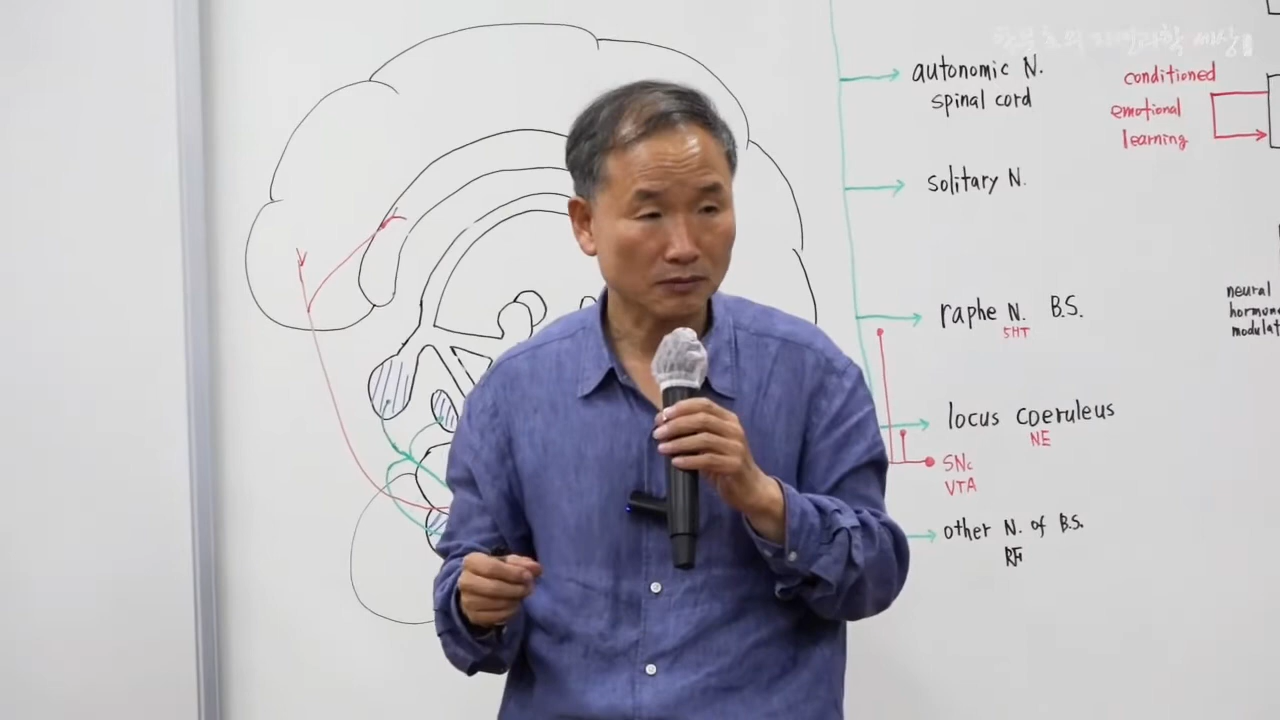 autonomic N.
spinal cord
solitary N.
raphe N. B.S.
5HT
locus coeruleus
NE
SNc
VTA
other N. of B.S.
RF
conditioned
emotional
learning
neural